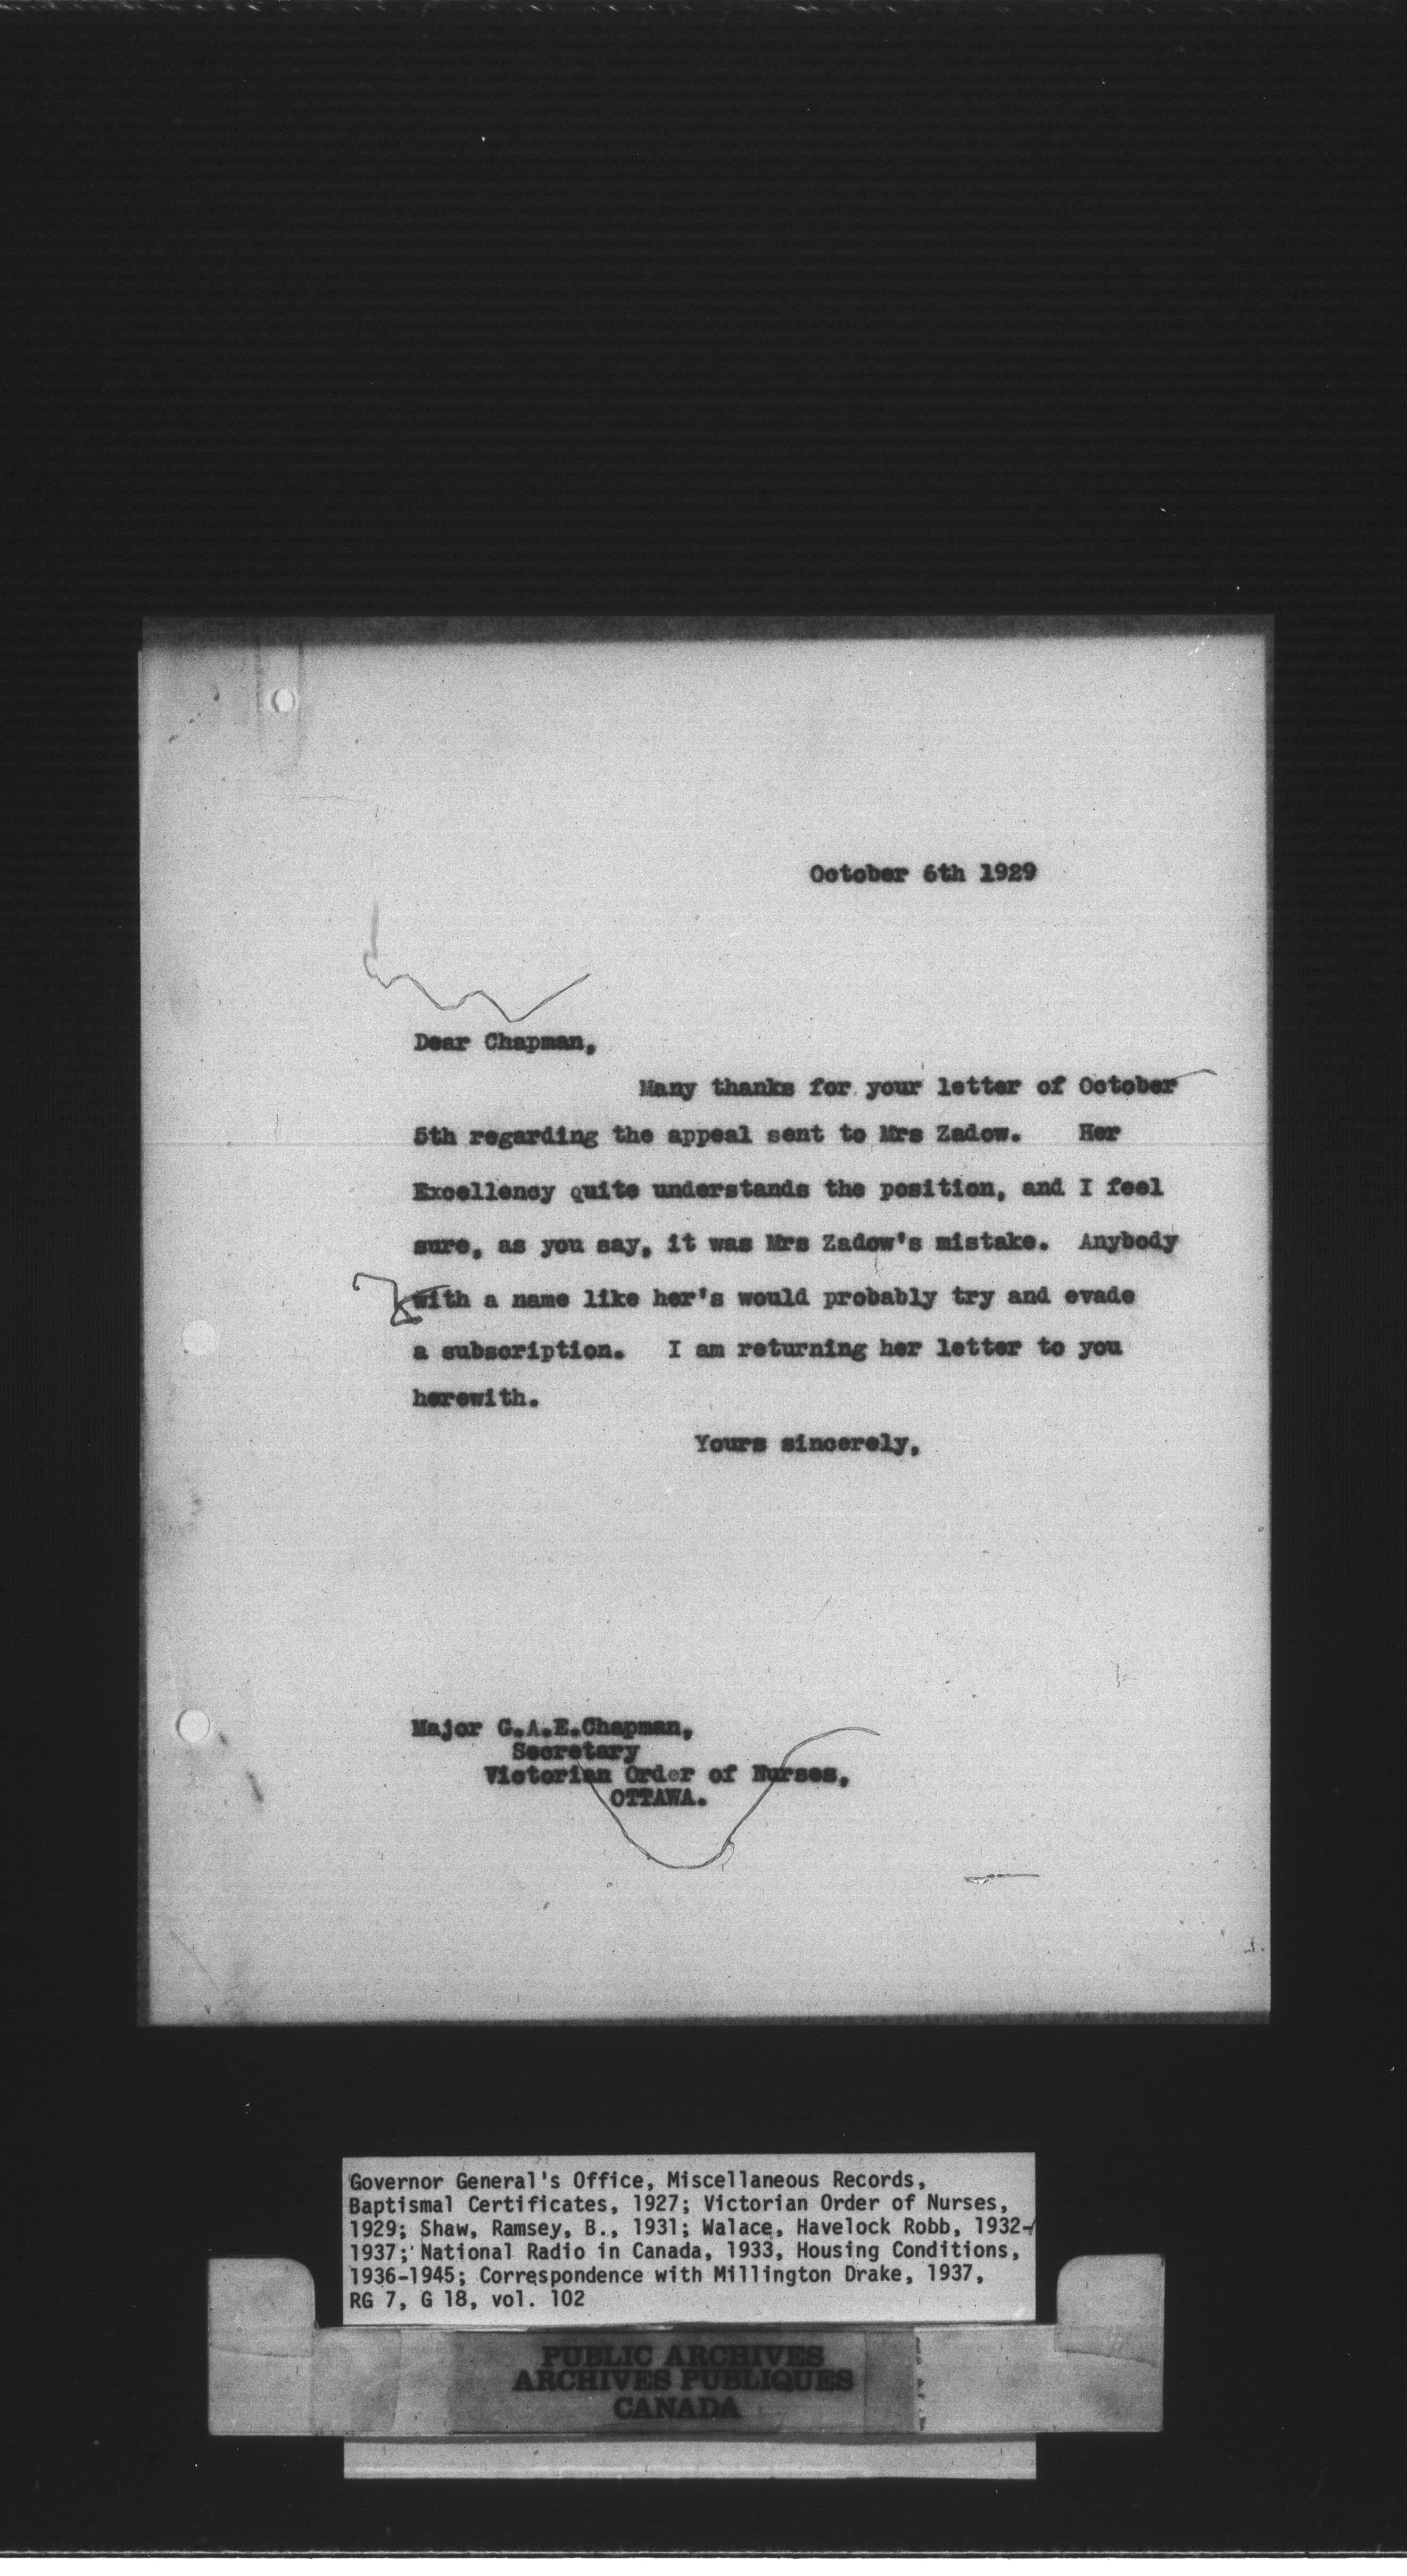 October 6th 1929
Dear Chapman,
Many thanks for your letter of October
5th regarding the appeal sent to Mrs Zadow. Her
Excellency quite understands the position, and I feel
sure, as you say, it was Mrs Zadow's mistake. Anybody
with a name like her's would probably try and evade
a subscription. I am returning her letter to you
herewith.
Yours sincerely,
Major G.A.E.Chapman,
Secretary
Victorian Order of Nurses,
OTTAWA.
Governor General's Office, Miscellaneous Records,
Baptismal Certificates, 1927; Victorian Order of Nurses,
1929; Shaw, Ramsey, B., 1931; Walace, Havelock Robb, 1932-
1937; National Radio in Canada, 1933, Housing Conditions,
1936-1945; Correspondence with Millington Drake, 1937,
RG 7, G 18, vol. 102
PUBLIC ARCHIVES
ARCHIVES PUBLIQUES
CANADA